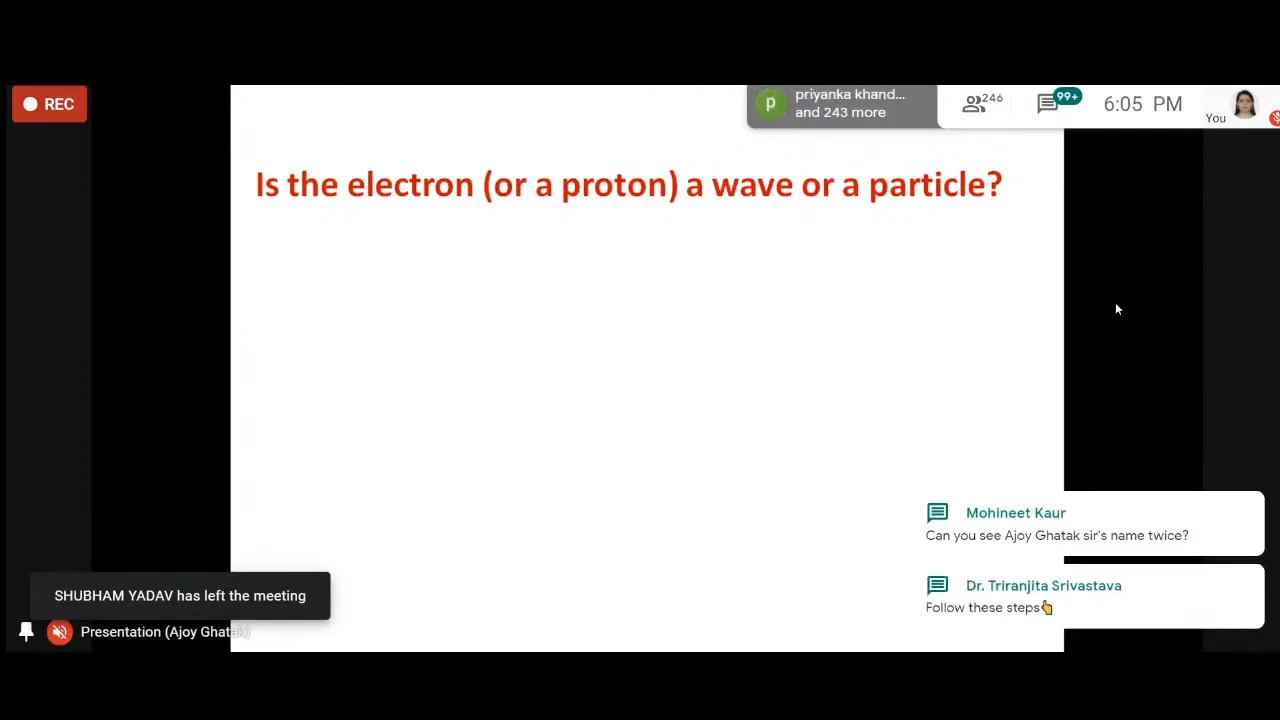 REC
priyanka khand...
and 243 more
246
99+
6:05 PM
You
P
Is the electron (or a proton) a wave or a particle?
Mohineet Kaur
Can you see Ajoy Ghatak sir's name twice?
Dr. Triranjita Srivastava
Follow these steps👆
SHUBHAM YADAV has left the meeting
Presentation (Ajoy Ghatak)